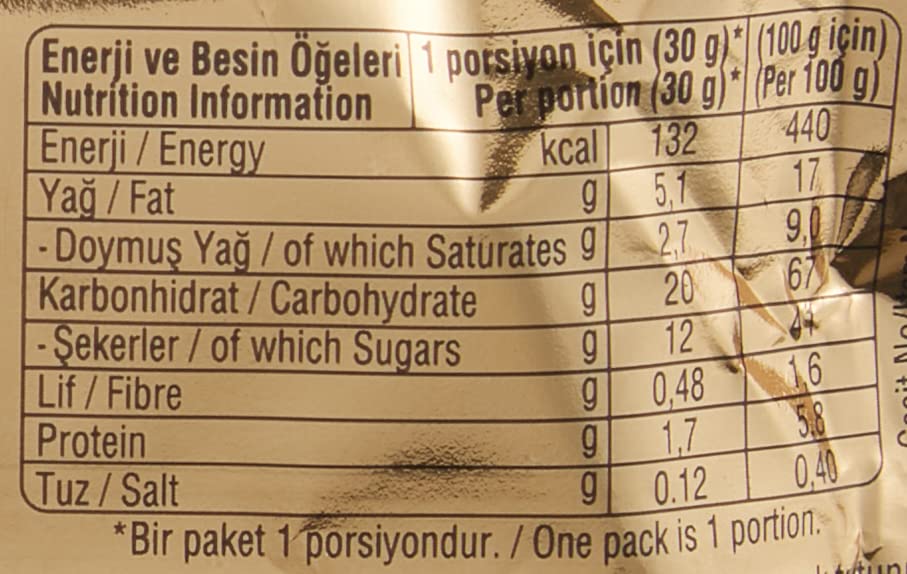 Enerji ve Besin Öğeleri 1 porsiyon için (30 g)* (100 g için)
Nutrition Information Per portion (30 g)* (Per 100 g)
Enerji / Energy kcal 132 440
Yağ / Fat g 5,1 17
- Doymuş Yağ / of which Saturates g 2,7 9,0
Karbonhidrat / Carbohydrate g 20 67
- Şekerler / of which Sugars g 12
Lif / Fibre g 0,48 1,6
Protein g 1,7 5,8
Tuz / Salt g 0.12 0,40
*Bir paket 1 porsiyondur. / One pack is 1 portion.